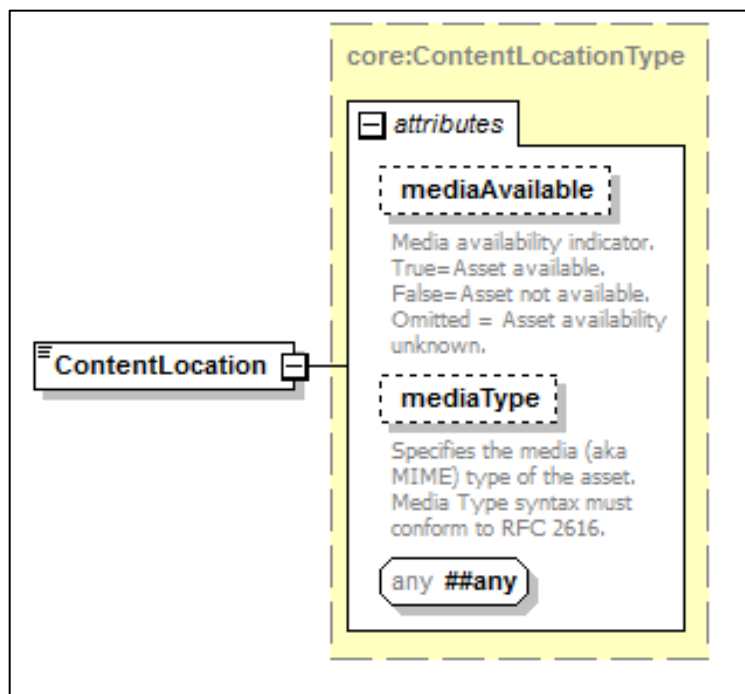 core:ContentLocationType
attributes
mediaAvailable
Media availability indicator.
True=Asset available.
False=Asset not available.
Omitted = Asset availability
unknown.
ContentLocation
mediaType
Specifies the media (aka
MIME) type of the asset.
Media Type syntax must
conform to RFC 2616.
any ##any